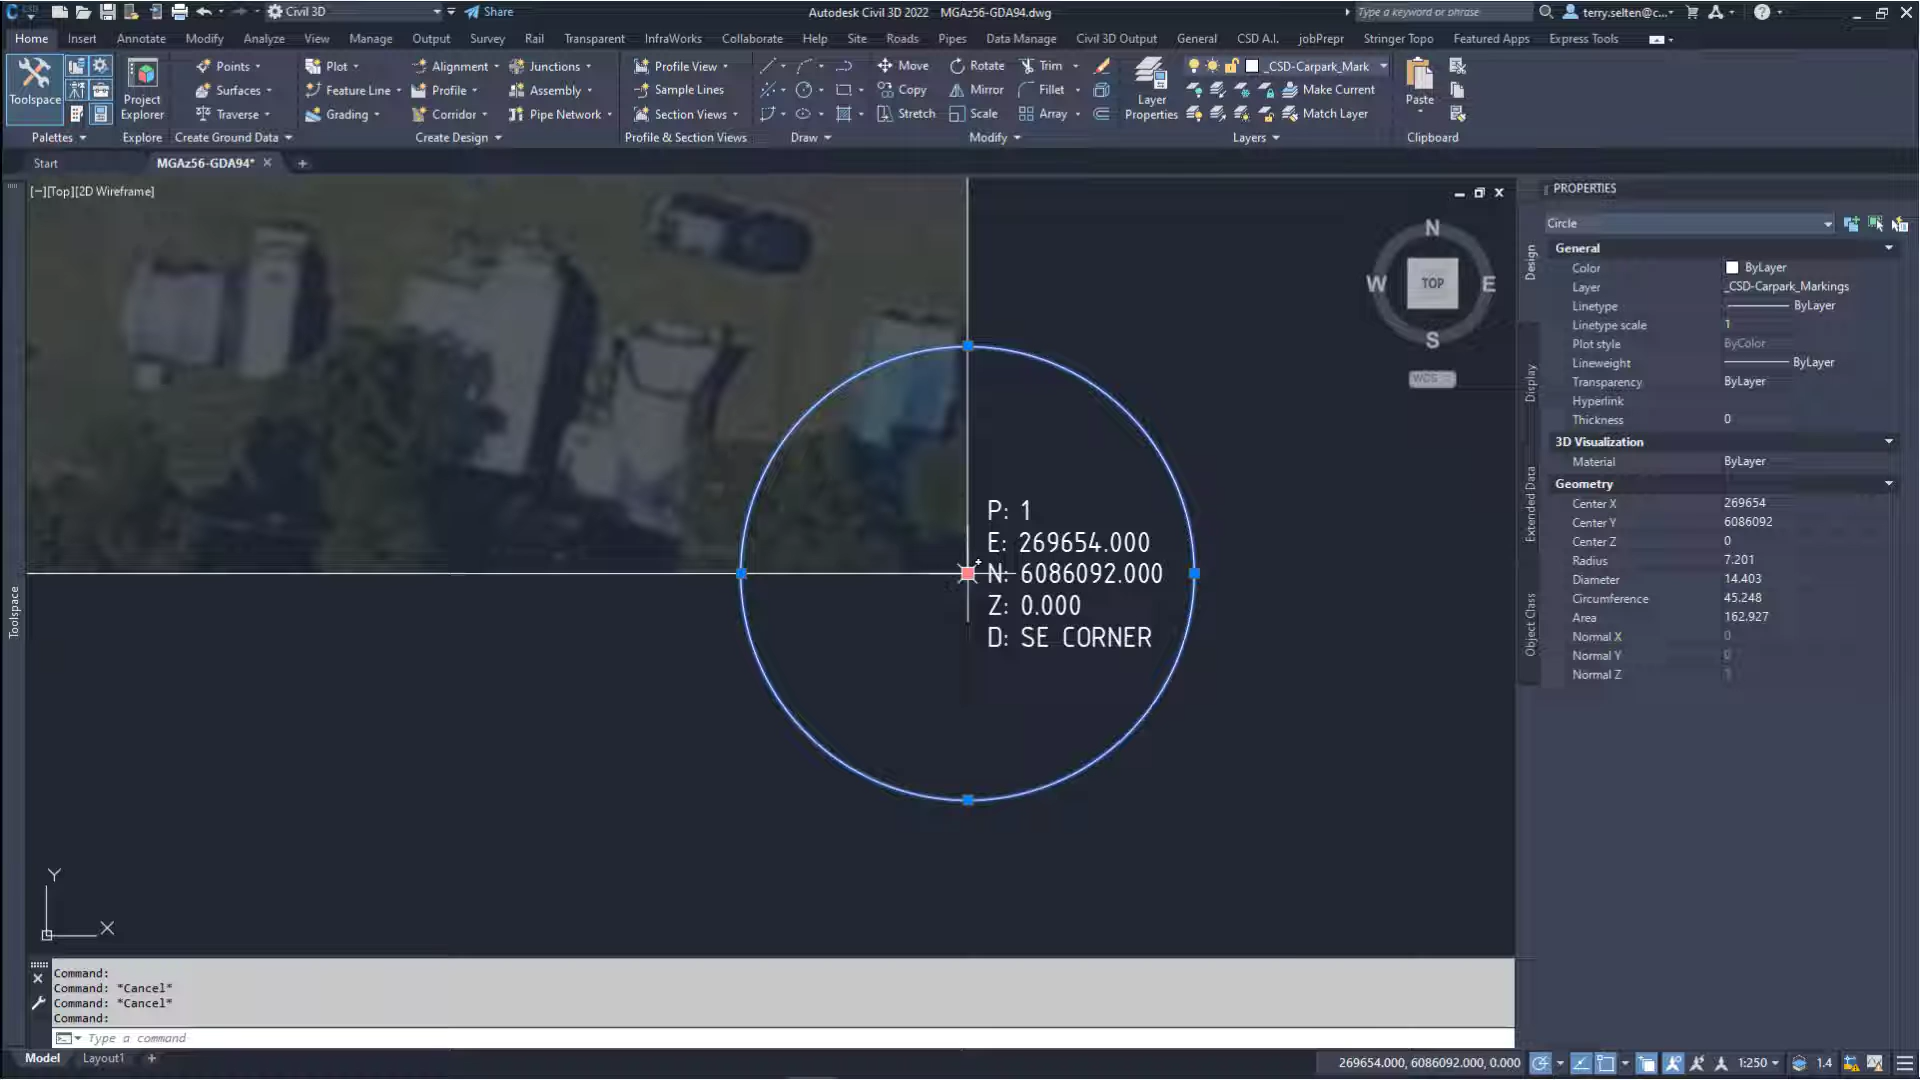 Civil 3D
Share
Autodesk Civil 3D 2022 MGAz56-GDA94.dwg
Type a keyword or phrase
terry.selten@c...
Home Insert Annotate Modify Analyze View Manage Output Survey Rail Transparent InfraWorks Collaborate Help Site Roads Pipes Data Manage Civil 3D Output General CSD A.I. jobPrepr Stringer Topo Featured Apps Express Tools
Toolspace
Project Explorer
Points
Surfaces
Traverse
Plot
Feature Line
Grading
Alignment
Profile
Corridor
Junctions
Assembly
Pipe Network
Profile View
Sample Lines
Section Views
Move
Copy
Stretch
Rotate
Mirror
Scale
Trim
Fillet
Array
Layer Properties
_CSD-Carpark_Mark
Make Current
Match Layer
Paste
Palettes Explore Create Ground Data Create Design Profile & Section Views Draw Modify Layers Clipboard
Start MGAz56-GDA94*
[−][Top][2D Wireframe]
N
W TOP E
S
WCS
P: 1
E: 269654.000
N: 6086092.000
Z: 0.000
D: SE CORNER
Toolspace
Y
X
PROPERTIES
Circle
Design
Display
Extended Data
Object Class
General
Color ByLayer
Layer _CSD-Carpark_Markings
Linetype ByLayer
Linetype scale 1
Plot style ByColor
Lineweight ByLayer
Transparency ByLayer
Hyperlink
Thickness 0
3D Visualization
Material ByLayer
Geometry
Center X 269654
Center Y 6086092
Center Z 0
Radius 7.201
Diameter 14.403
Circumference 45.248
Area 162.927
Normal X 0
Normal Y 0
Normal Z 1
Command:
Command: *Cancel*
Command: *Cancel*
Command:
Type a command
Model Layout1
269654.000, 6086092.000, 0.000
1:250
1.4